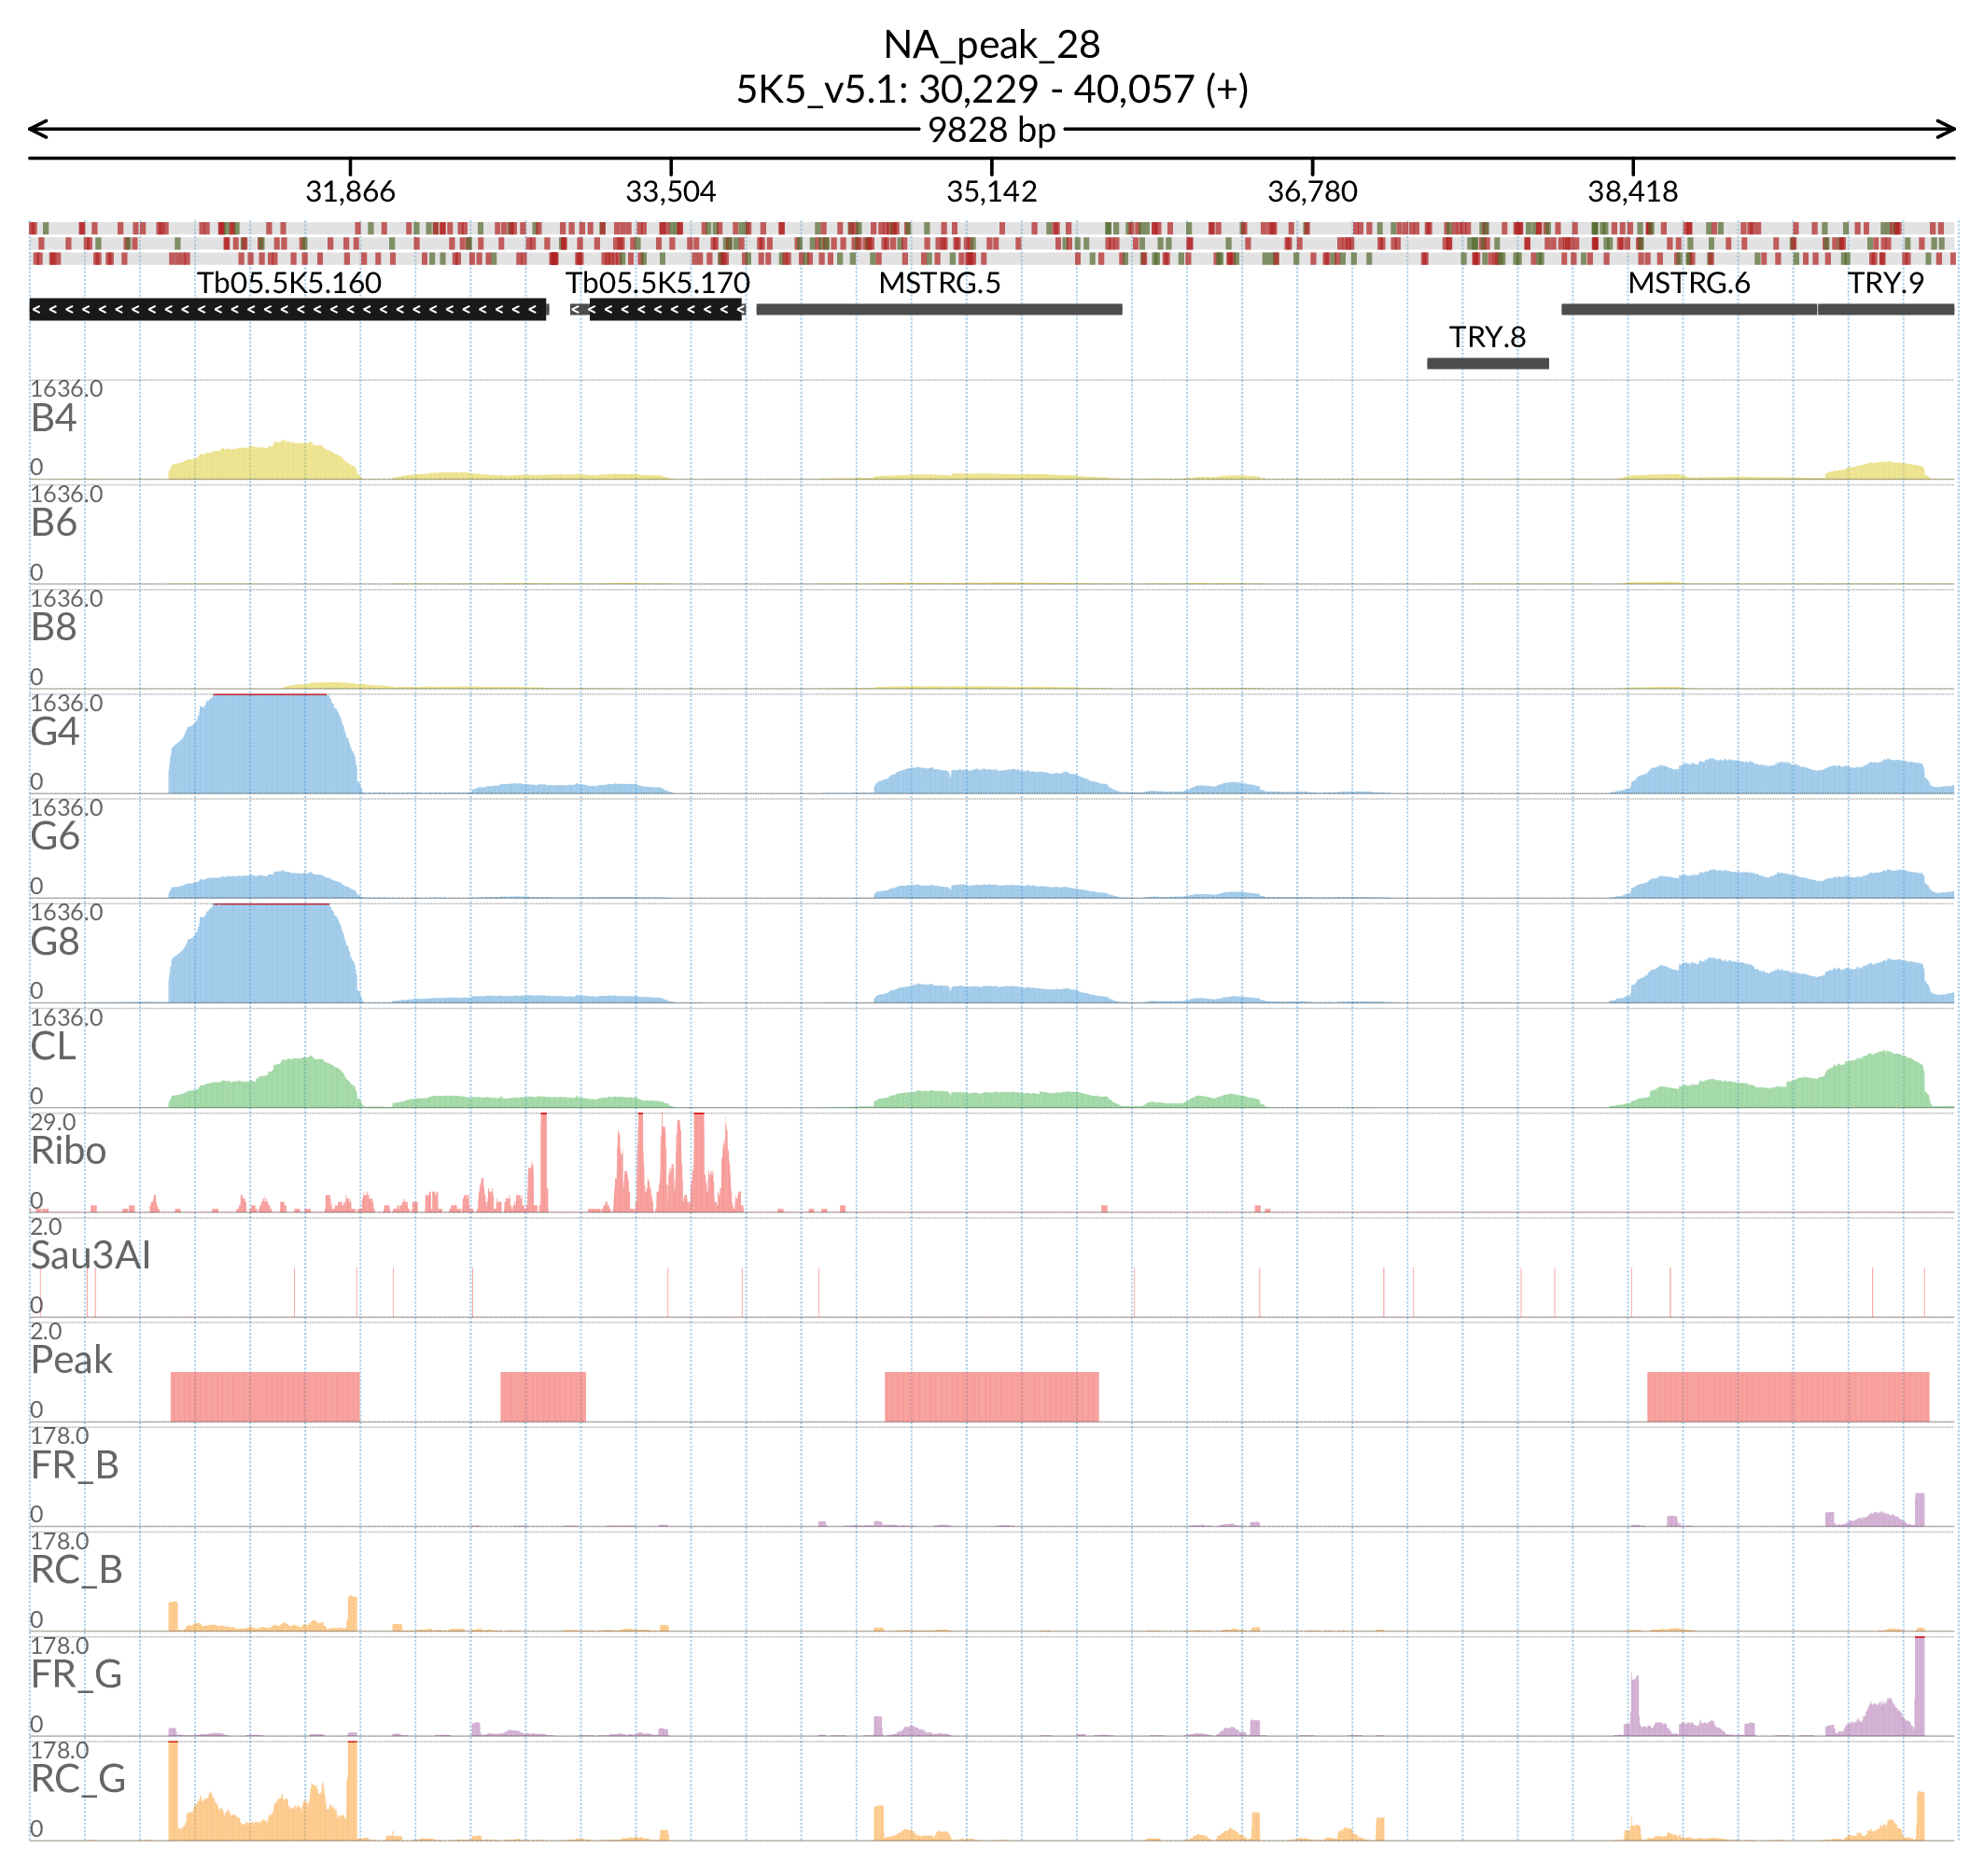 NA_peak_28
5K5_v5.1: 30,229 - 40,057 (+)
9828 bp
31,866 33,504 35,142 36,780 38,418
Tb05.5K5.160 Tb05.5K5.170 MSTRG.5 MSTRG.6 TRY.9
TRY.8
1636.0
B4
0
1636.0
B6
0
1636.0
B8
0
1636.0
G4
0
1636.0
G6
0
1636.0
G8
0
1636.0
CL
0
29.0
Ribo
0
2.0
Sau3AI
0
2.0
Peak
0
178.0
FR_B
0
178.0
RC_B
0
178.0
FR_G
0
178.0
RC_G
0